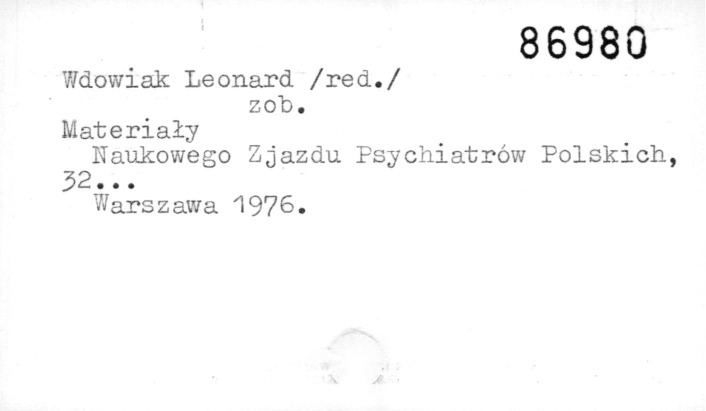 86980
Wdowiak Leonard /red./
zob.
Materiały
Naukowego Zjazdu Psychiatrów Polskich,
32...
Warszawa 1976.